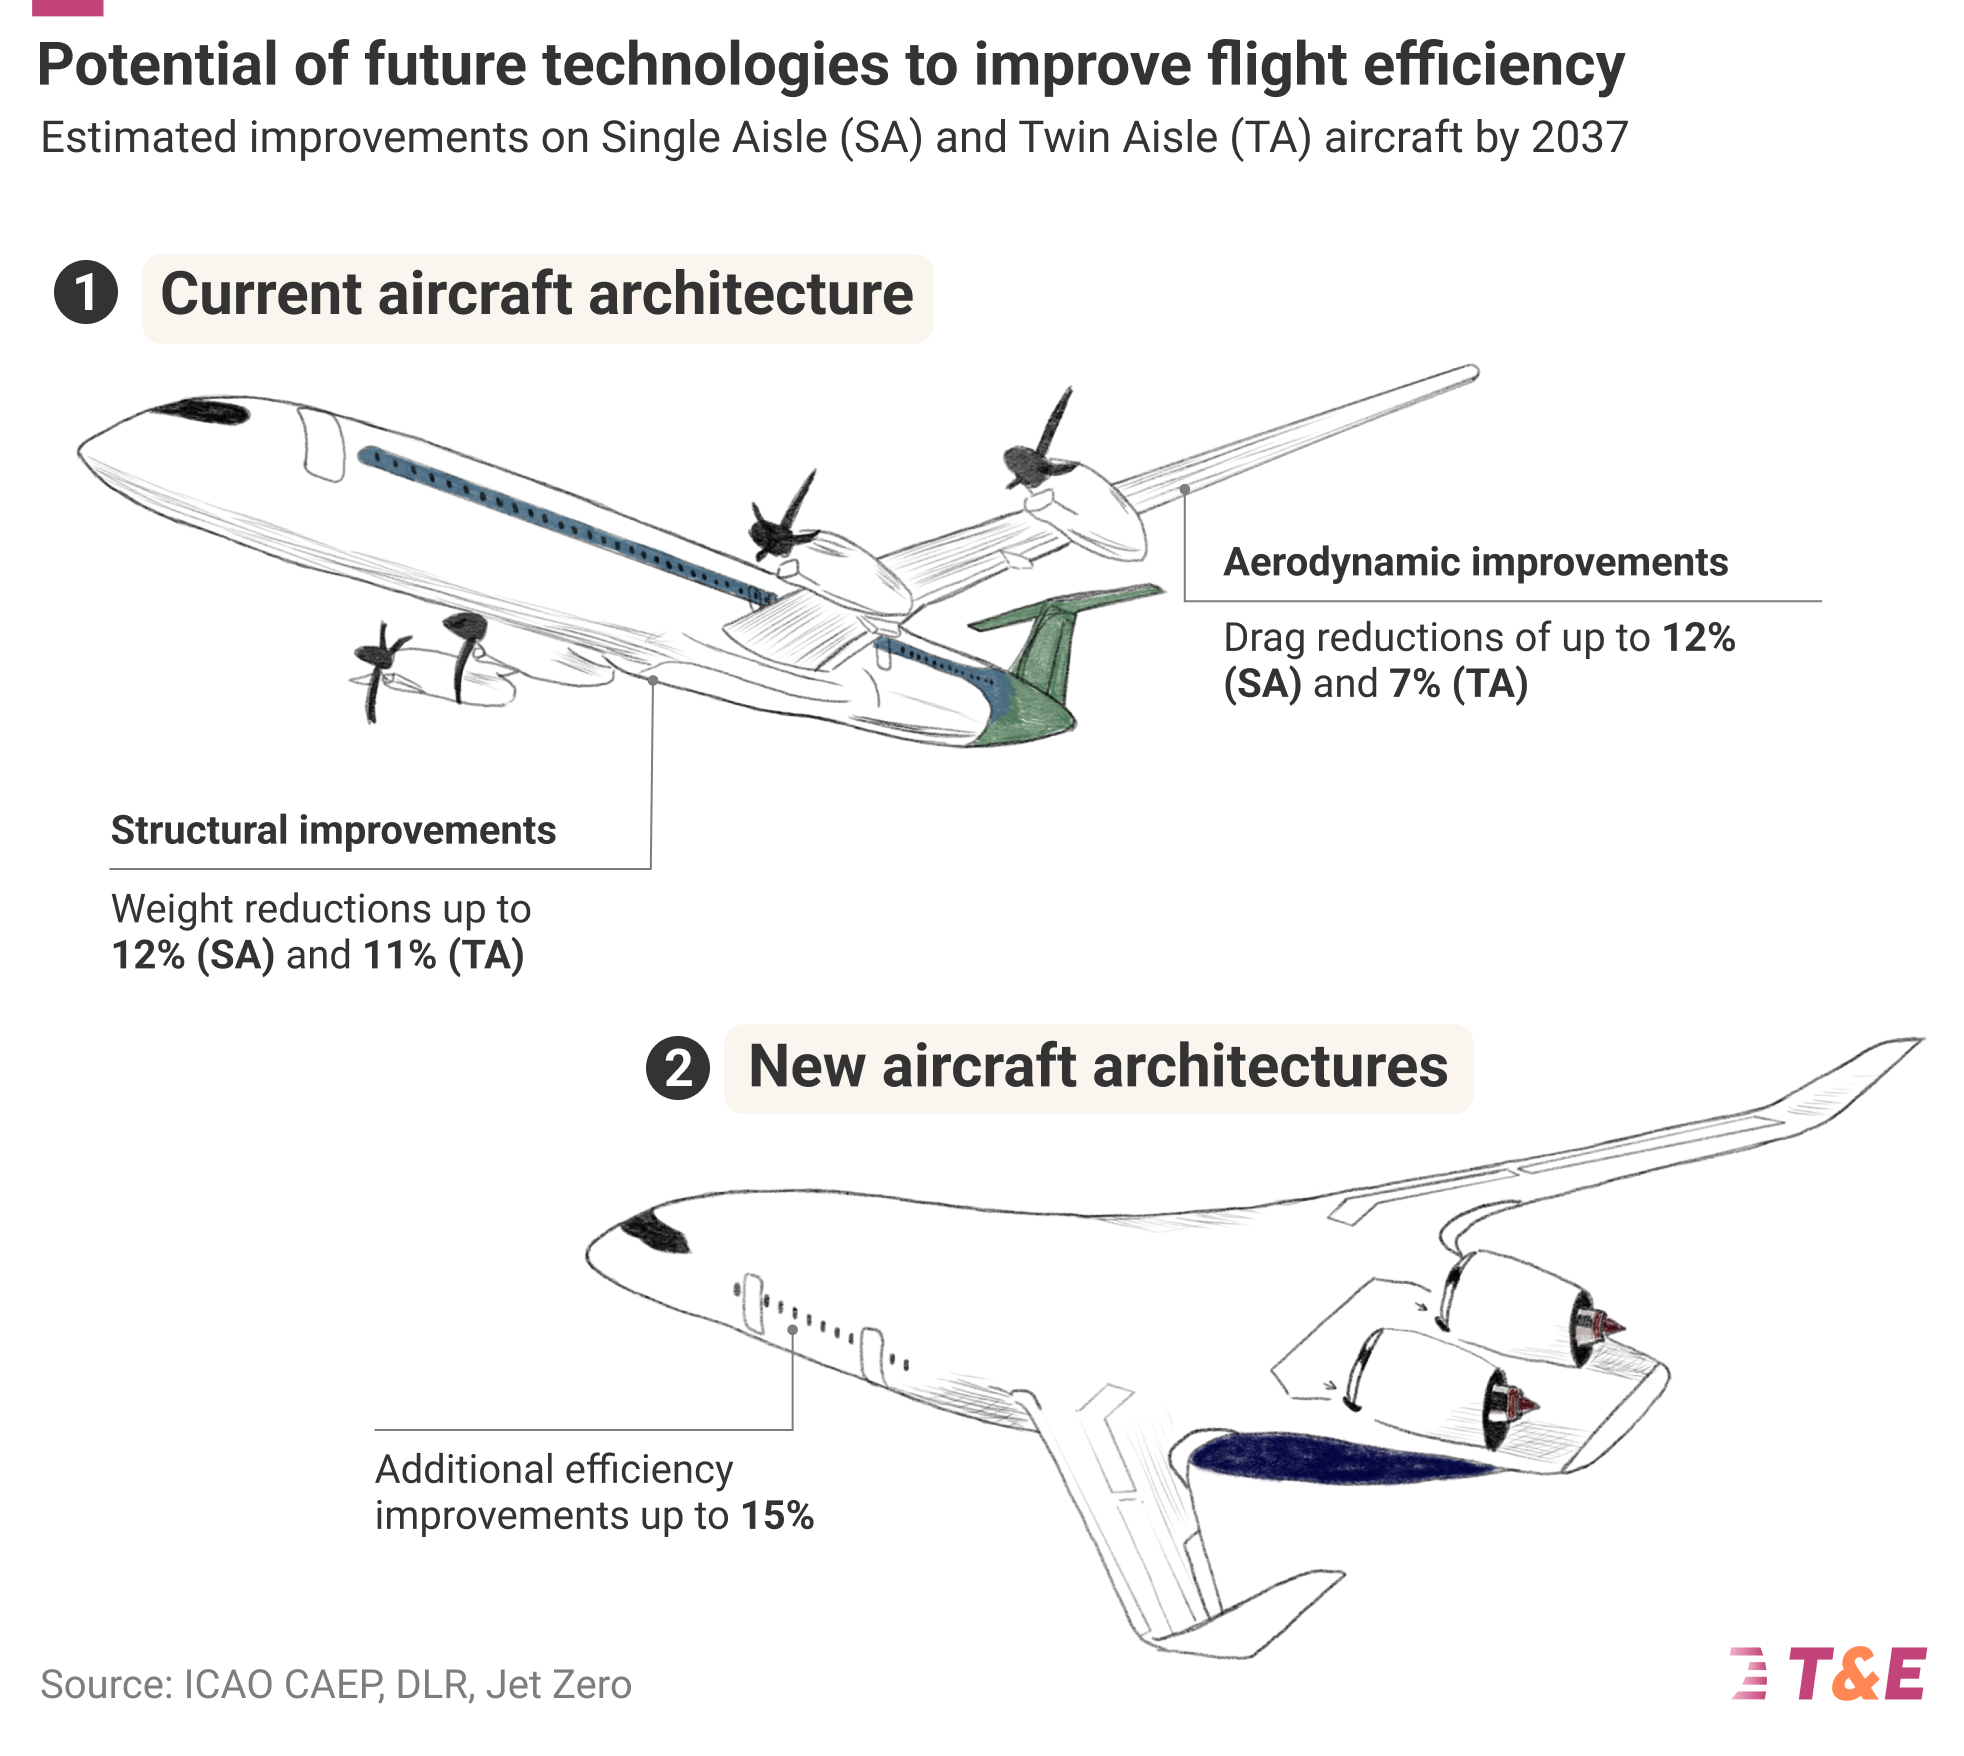 Potential of future technologies to improve flight efficiency
Estimated improvements on Single Aisle (SA) and Twin Aisle (TA) aircraft by 2037
1 Current aircraft architecture
Aerodynamic improvements
Drag reductions of up to 12%
(SA) and 7% (TA)
Structural improvements
Weight reductions up to
12% (SA) and 11% (TA)
2 New aircraft architectures
Additional efficiency
improvements up to 15%
Source: ICAO CAEP, DLR, Jet Zero
T&E